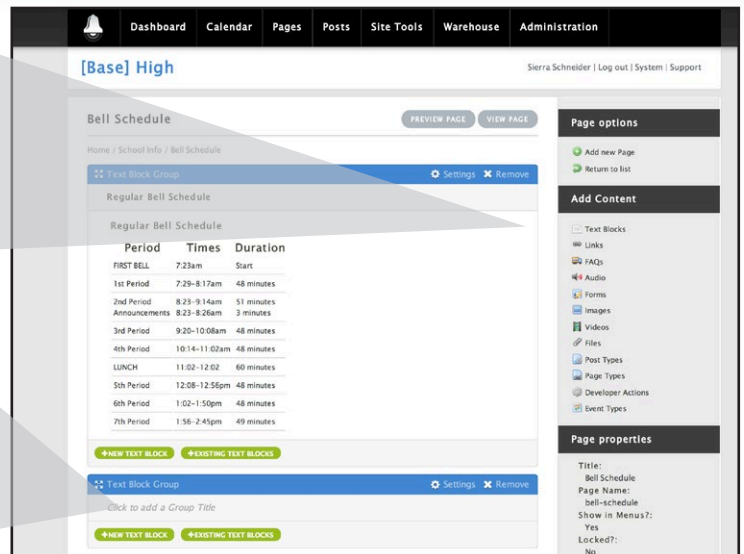 Dashboard Calendar Pages Posts Site Tools Warehouse Administration
[Base] High
Sierra Schneider | Log out | System | Support
Bell Schedule
PREVIEW PAGE VIEW PAGE
Home / School Info / Bell Schedule
Text Block Group Settings Remove
Regular Bell Schedule
Regular Bell Schedule
Period Times Duration
FIRST BELL 7:23am Start
1st Period 7:29-8:17am 48 minutes
2nd Period 8:23-9:14am 51 minutes
Announcements 8:23-8:26am 3 minutes
3rd Period 9:20-10:08am 48 minutes
4th Period 10:14-11:02am 48 minutes
LUNCH 11:02-12:02 60 minutes
5th Period 12:08-12:56pm 48 minutes
6th Period 1:02-1:50pm 48 minutes
7th Period 1:56-2:45pm 49 minutes
+NEW TEXT BLOCK +EXISTING TEXT BLOCKS
Text Block Group Settings Remove
Click to add a Group Title
+NEW TEXT BLOCK +EXISTING TEXT BLOCKS
Page options
Add new Page
Return to list
Add Content
Text Blocks
Links
FAQs
Audio
Forms
Images
Videos
Files
Post Types
Page Types
Developer Actions
Event Types
Page properties
Title:
Bell Schedule
Page Name:
bell-schedule
Show in Menus?:
Yes
Locked?:
No